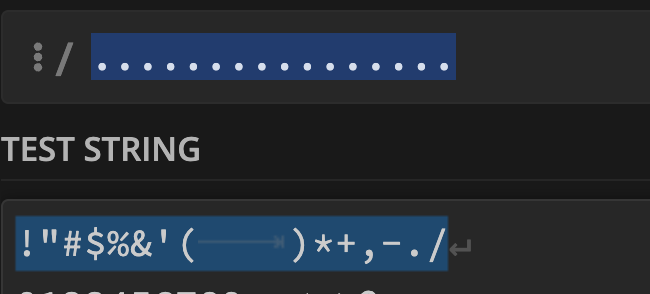 / ................
TEST STRING
!"#$%&'(	)*+,-./